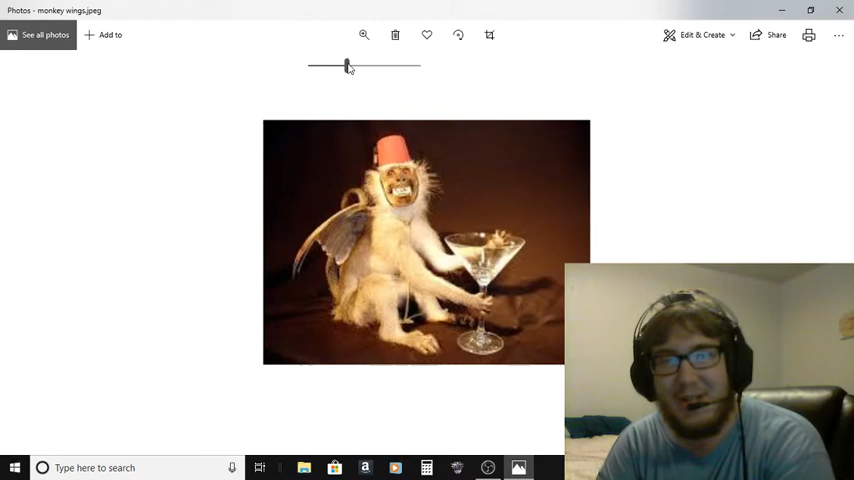 Photos - monkey wings.jpeg
See all photos
Add to
Edit & Create
Share
Type here to search
a